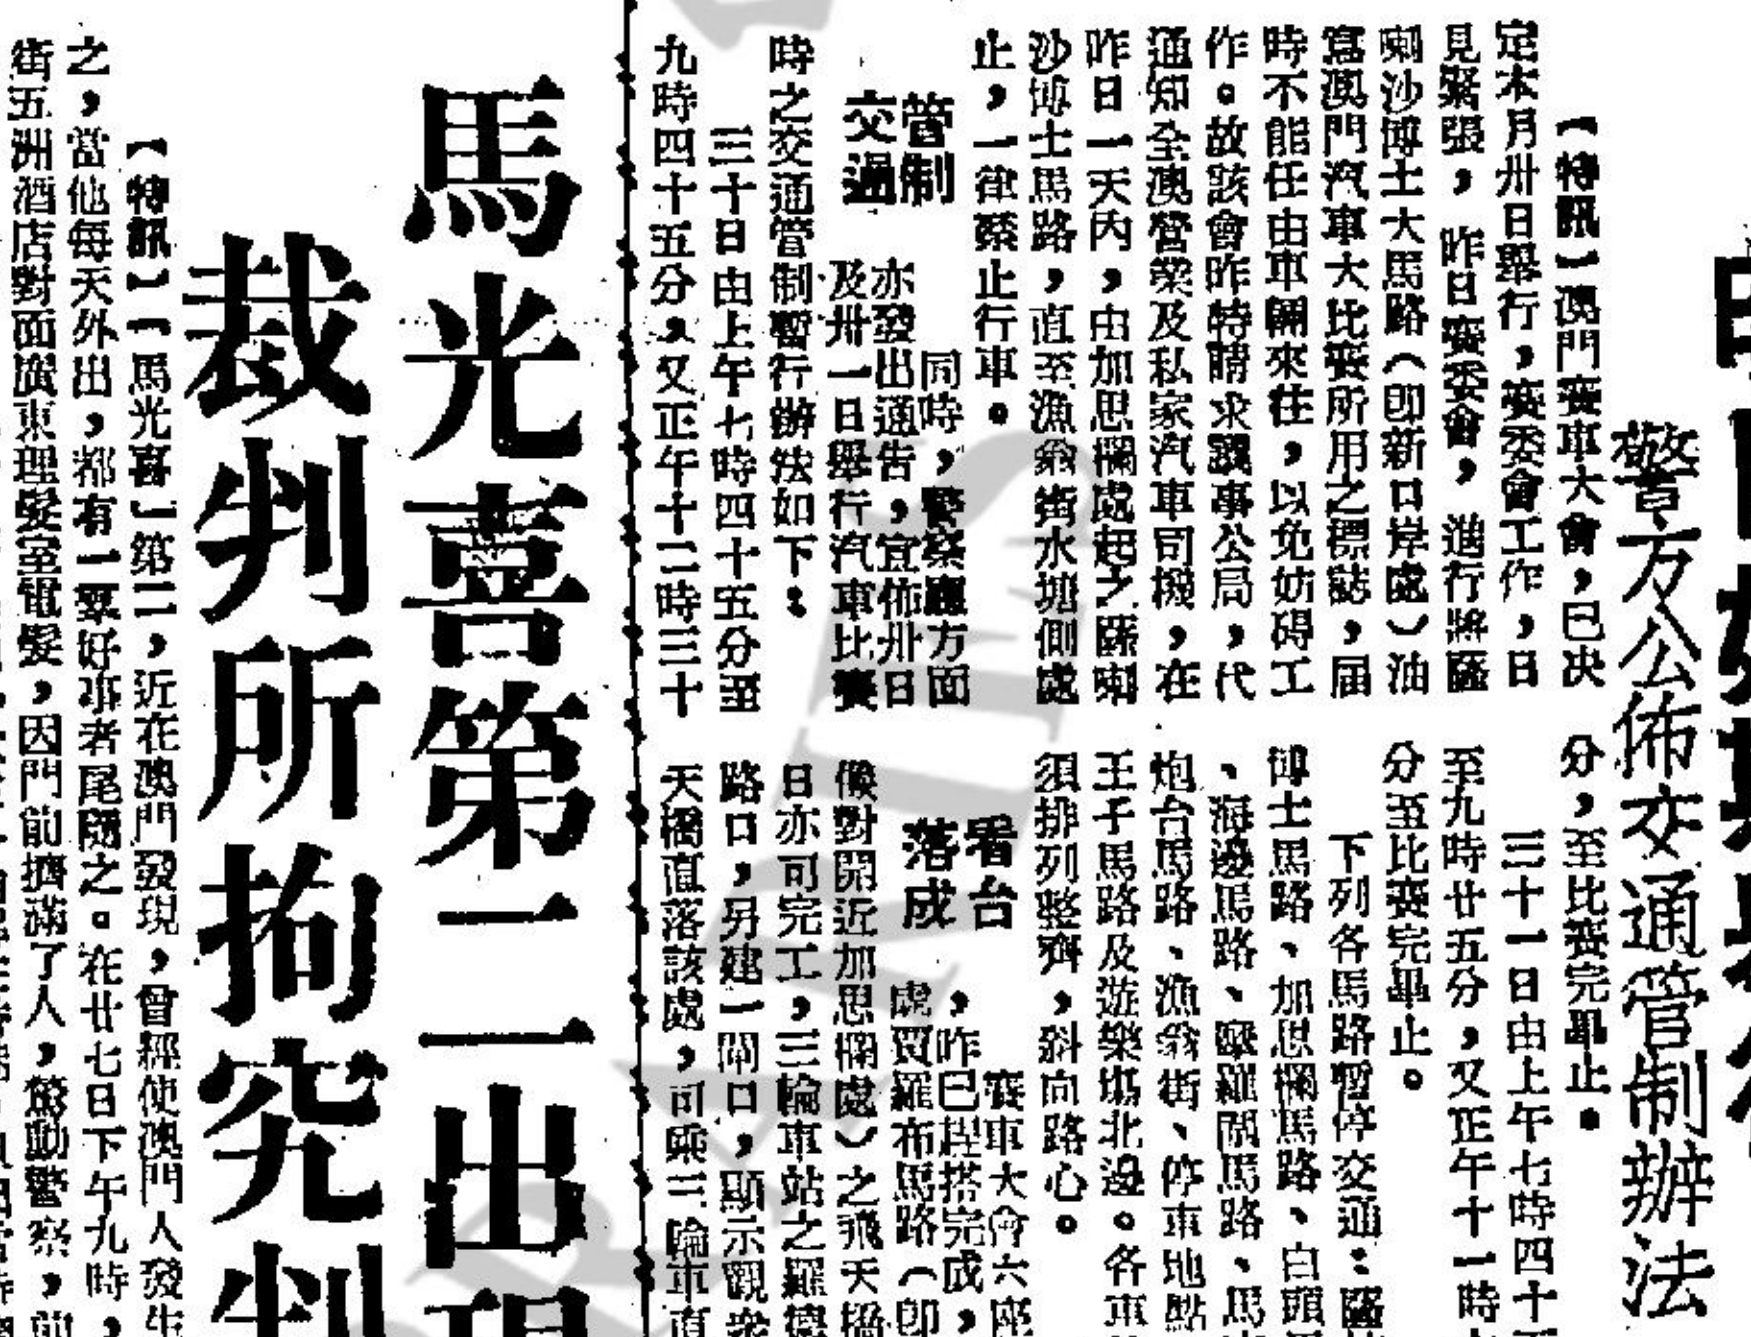 警方公佈交通管制辦法
【特訊】澳門賽車大會，已決
定本月卅日舉行，賽委會工作，日
見緊張，昨日賽委會，進行將薩
喇沙博士大馬路（卽新口岸處）油
寫澳門汽車大比賽所用之標誌，屆
時不能任由車輛來往，以免妨碍工
作。故該會昨特請求議事公局，代
通知全澳營業及私家汽車司機，在
昨日一天內，由加思欄處起之薩喇
沙博士馬路，直至漁翁街水塘側處
止，一律禁止行車。
管制
交通
同時，警察廳方面
亦發出通告，宣佈卅日
及卅一日舉行汽車比賽
時之交通管制暫行辦法如下：
三十日由上午七時四十五分至
九時四十五分，又正午十二時三十
分，至比賽完畢止。
三十一日由上午七時四十
至九時廿五分，又正午十一時
分至比賽完畢止。
下列各馬路暫停交通：薩
博士馬路、加思欄馬路、白頭
、海邊馬路、羅馬路、馬
炮台馬路、漁翁街、停車地點
王子馬路及遊樂場北邊。各車
須排列整齊，斜向路心。
看台
落成
賽車大會六座
，昨已趕搭完成，
處賈羅布馬路（卽
像對開近加思欄處）之飛天橋
日亦可完工，三輪車站之羅德
路口，另建一閘口，顯示觀衆
天橋直落該處，可乘三輪車直
馬光喜第二出現
裁判所拘究判
【特訊】「馬光喜」第二，近在澳門發現，曾經使澳門人發生
之，當他每天外出，都有一羣好事者尾隨之。在廿七日下午九時，
街五洲酒店對面廣東理髮室電髮，因門前擠滿了人，驚動警察，前